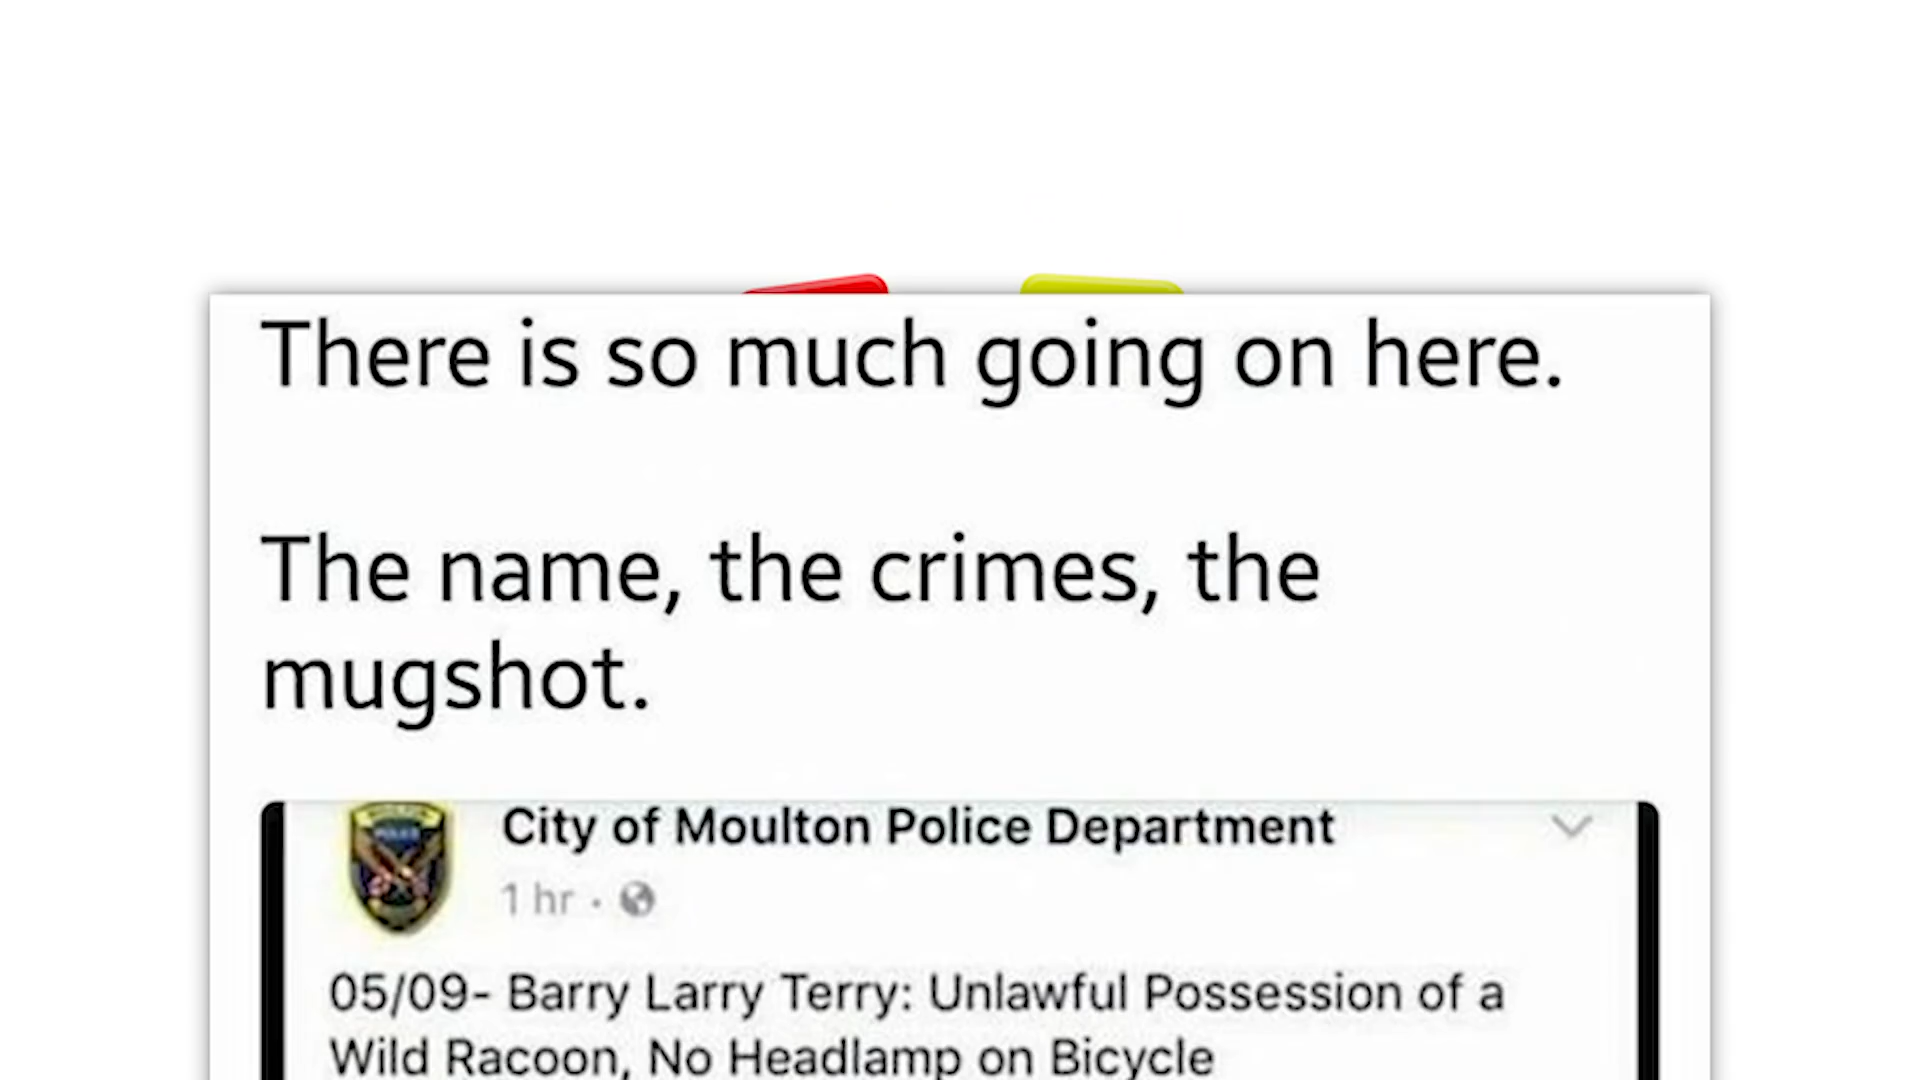 There is so much going on here.
The name, the crimes, the
mugshot.
City of Moulton Police Department
1 hr ·
05/09- Barry Larry Terry: Unlawful Possession of a
Wild Racoon, No Headlamp on Bicycle